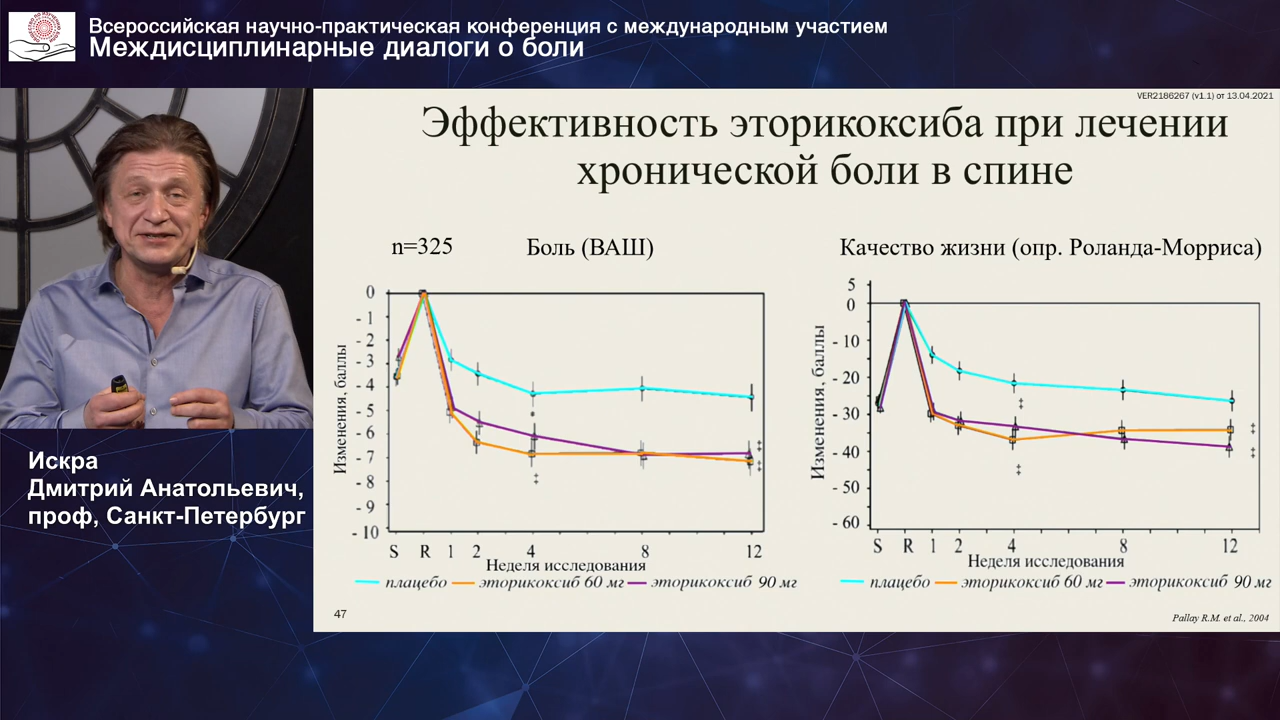 Всероссийская научно-практическая конференция с международным участием
Междисциплинарные диалоги о боли
VER2186267 (v1.1) от 13.04.2021
Эффективность эторикоксиба при лечении
хронической боли в спине
n=325
Боль (ВАШ)
Изменения, баллы
0
- 1
- 2
- 3
- 4
- 5
- 6
- 7
- 8
- 9
- 10
S R 1 2 4 8 12
Неделя исследования
плацебо эторикоксиб 60 мг эторикоксиб 90 мг
Качество жизни (опр. Роланда-Морриса)
Изменения, баллы
5
0
- 10
- 20
- 30
- 40
- 50
- 60
S R 1 2 4 8 12
Неделя исследования
плацебо эторикоксиб 60 мг эторикоксиб 90 мг
47
Pallay R.M. et al., 2004
Искра
Дмитрий Анатольевич,
проф, Санкт-Петербург